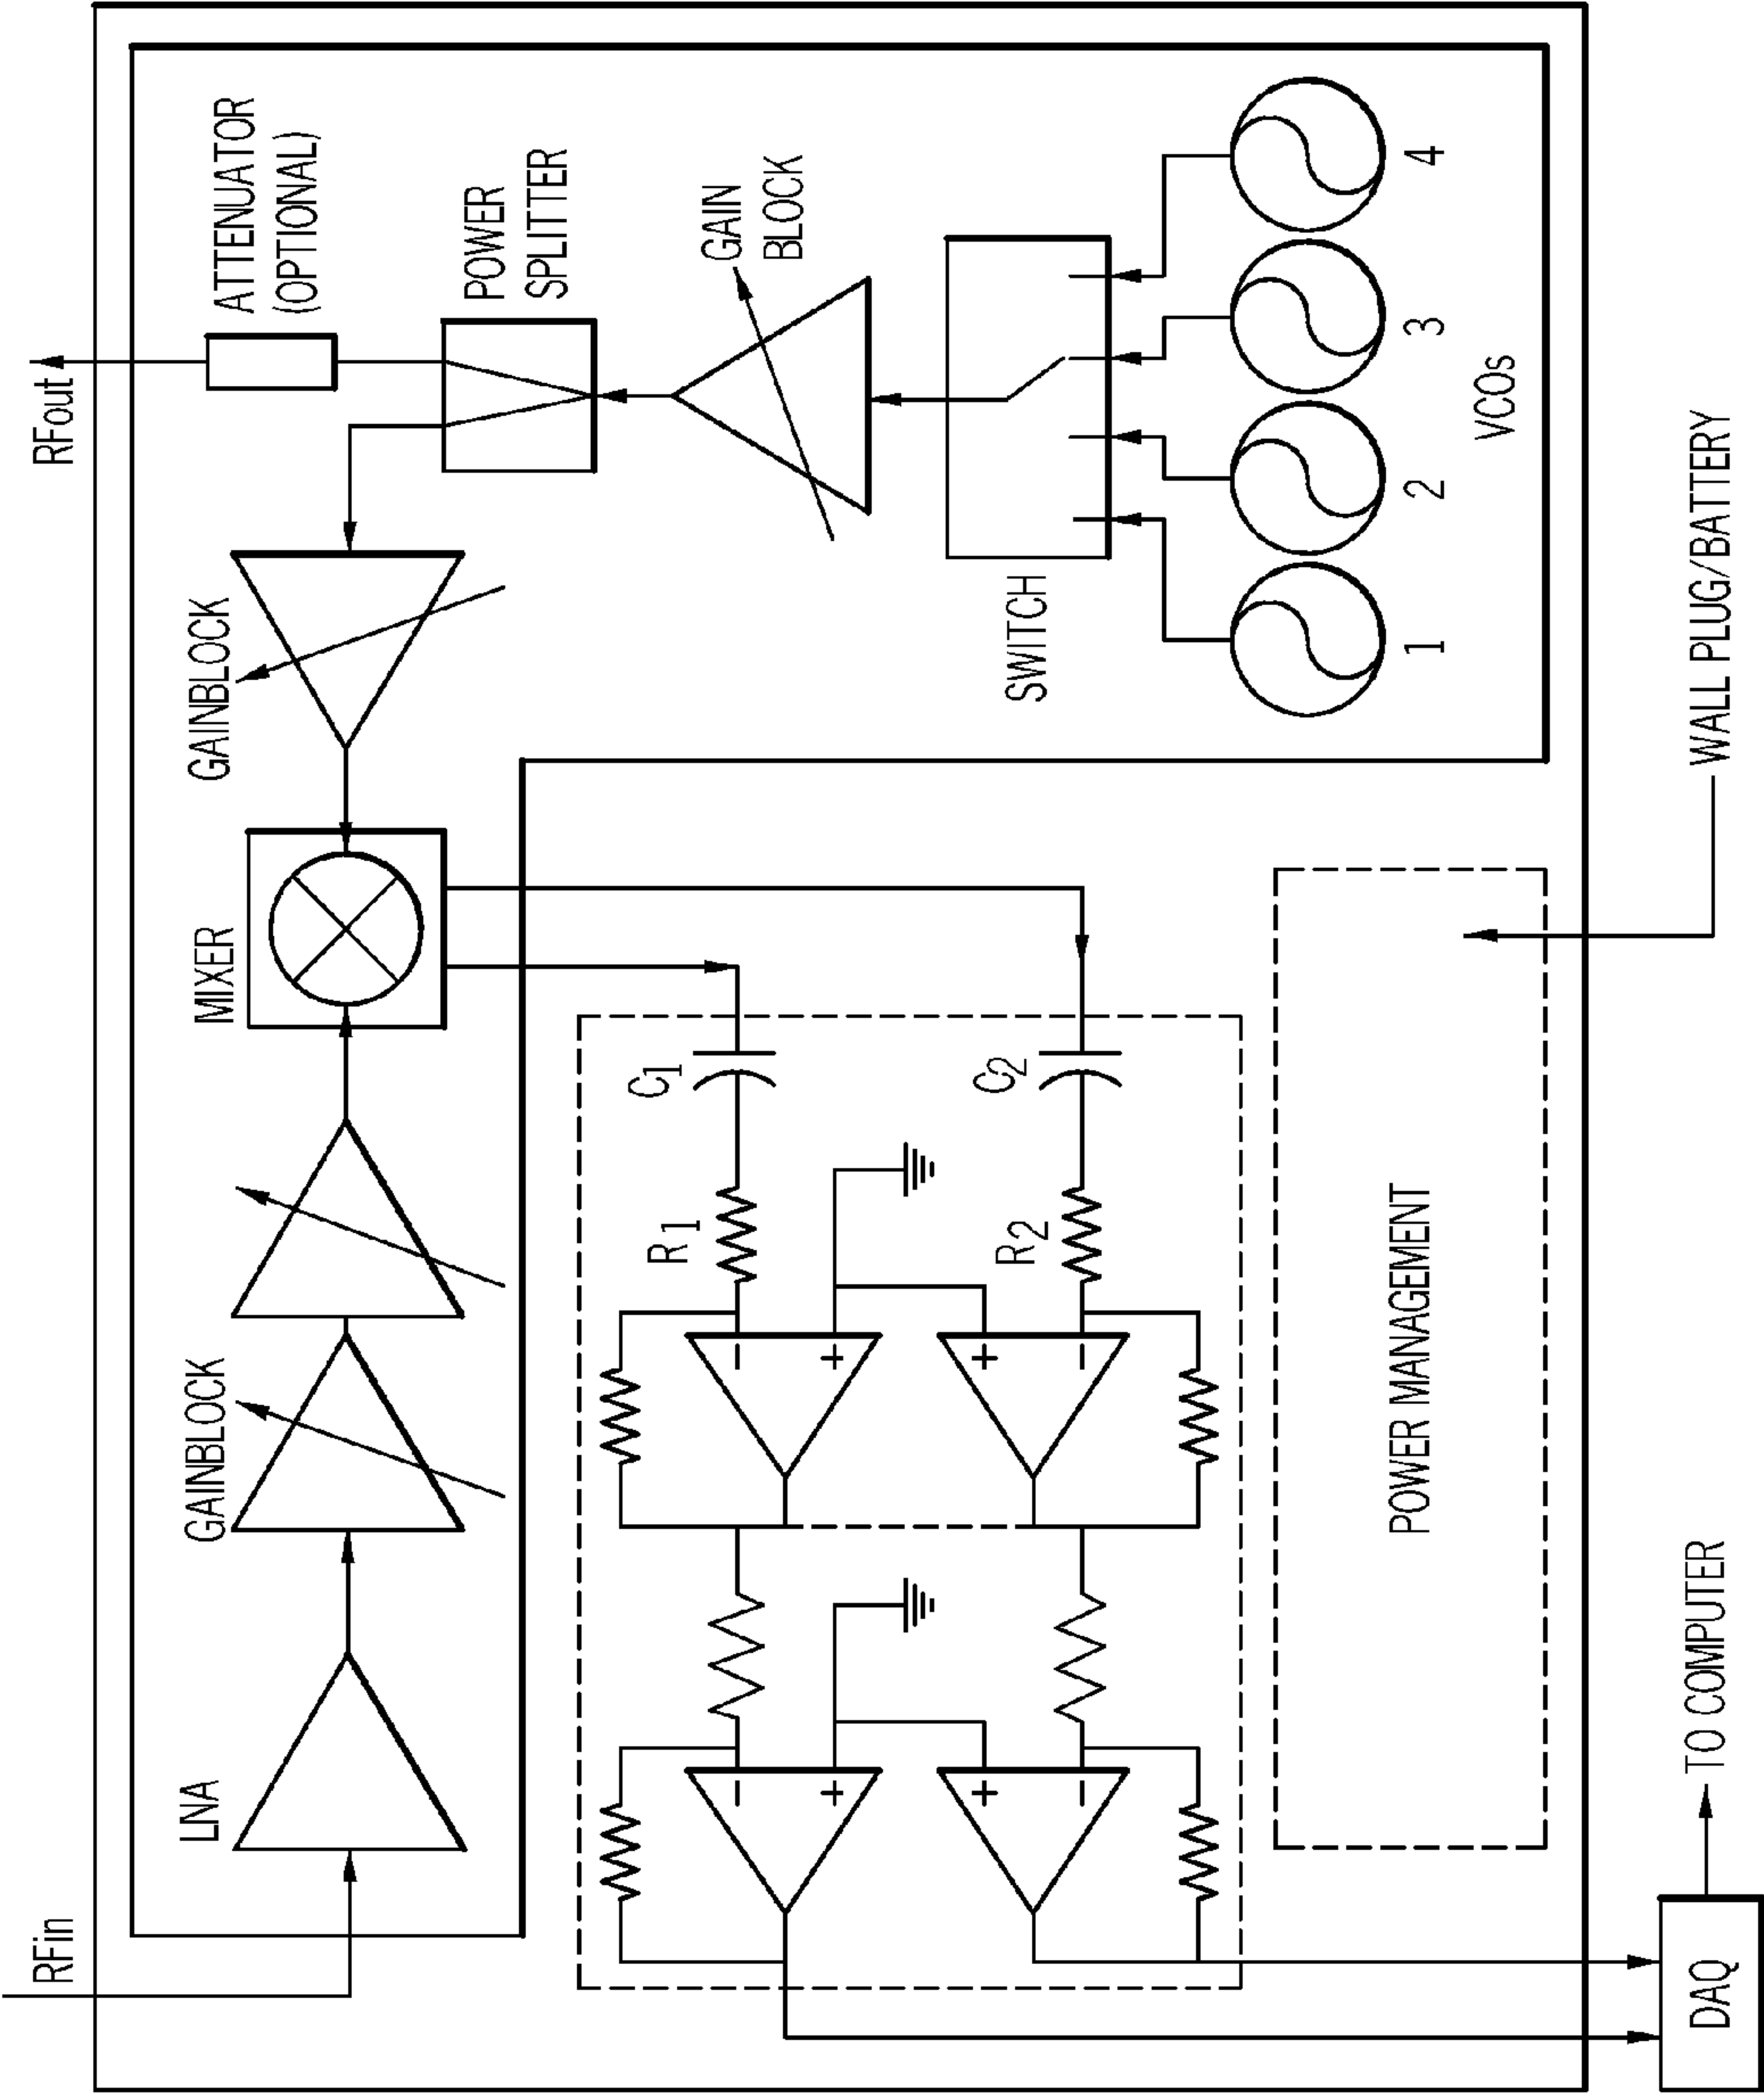 RFin
RFout
LNA
GAINBLOCK
MIXER
GAINBLOCK
ATTENUATOR
(OPTIONAL)
POWER
SPLITTER
GAIN
BLOCK
C1
R1
- +
- +
C2
R2
+ -
+ -
SWITCH
1 2 3 4
VCOs
POWER MANAGEMENT
DAQ
TO COMPUTER
WALL PLUG/BATTERY